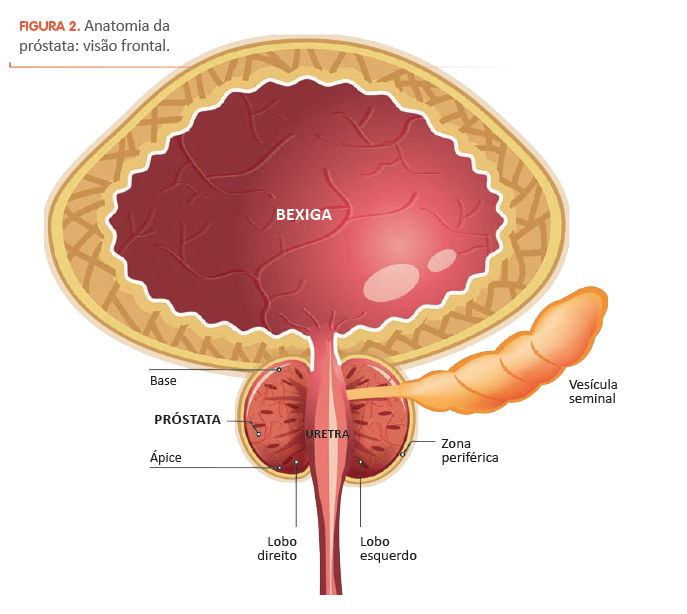 FIGURA 2. Anatomia da
próstata: visão frontal.
BEXIGA
Base
PRÓSTATA
URETRA
Ápice
Vesícula
seminal
Zona
periférica
Lobo
direito
Lobo
esquerdo